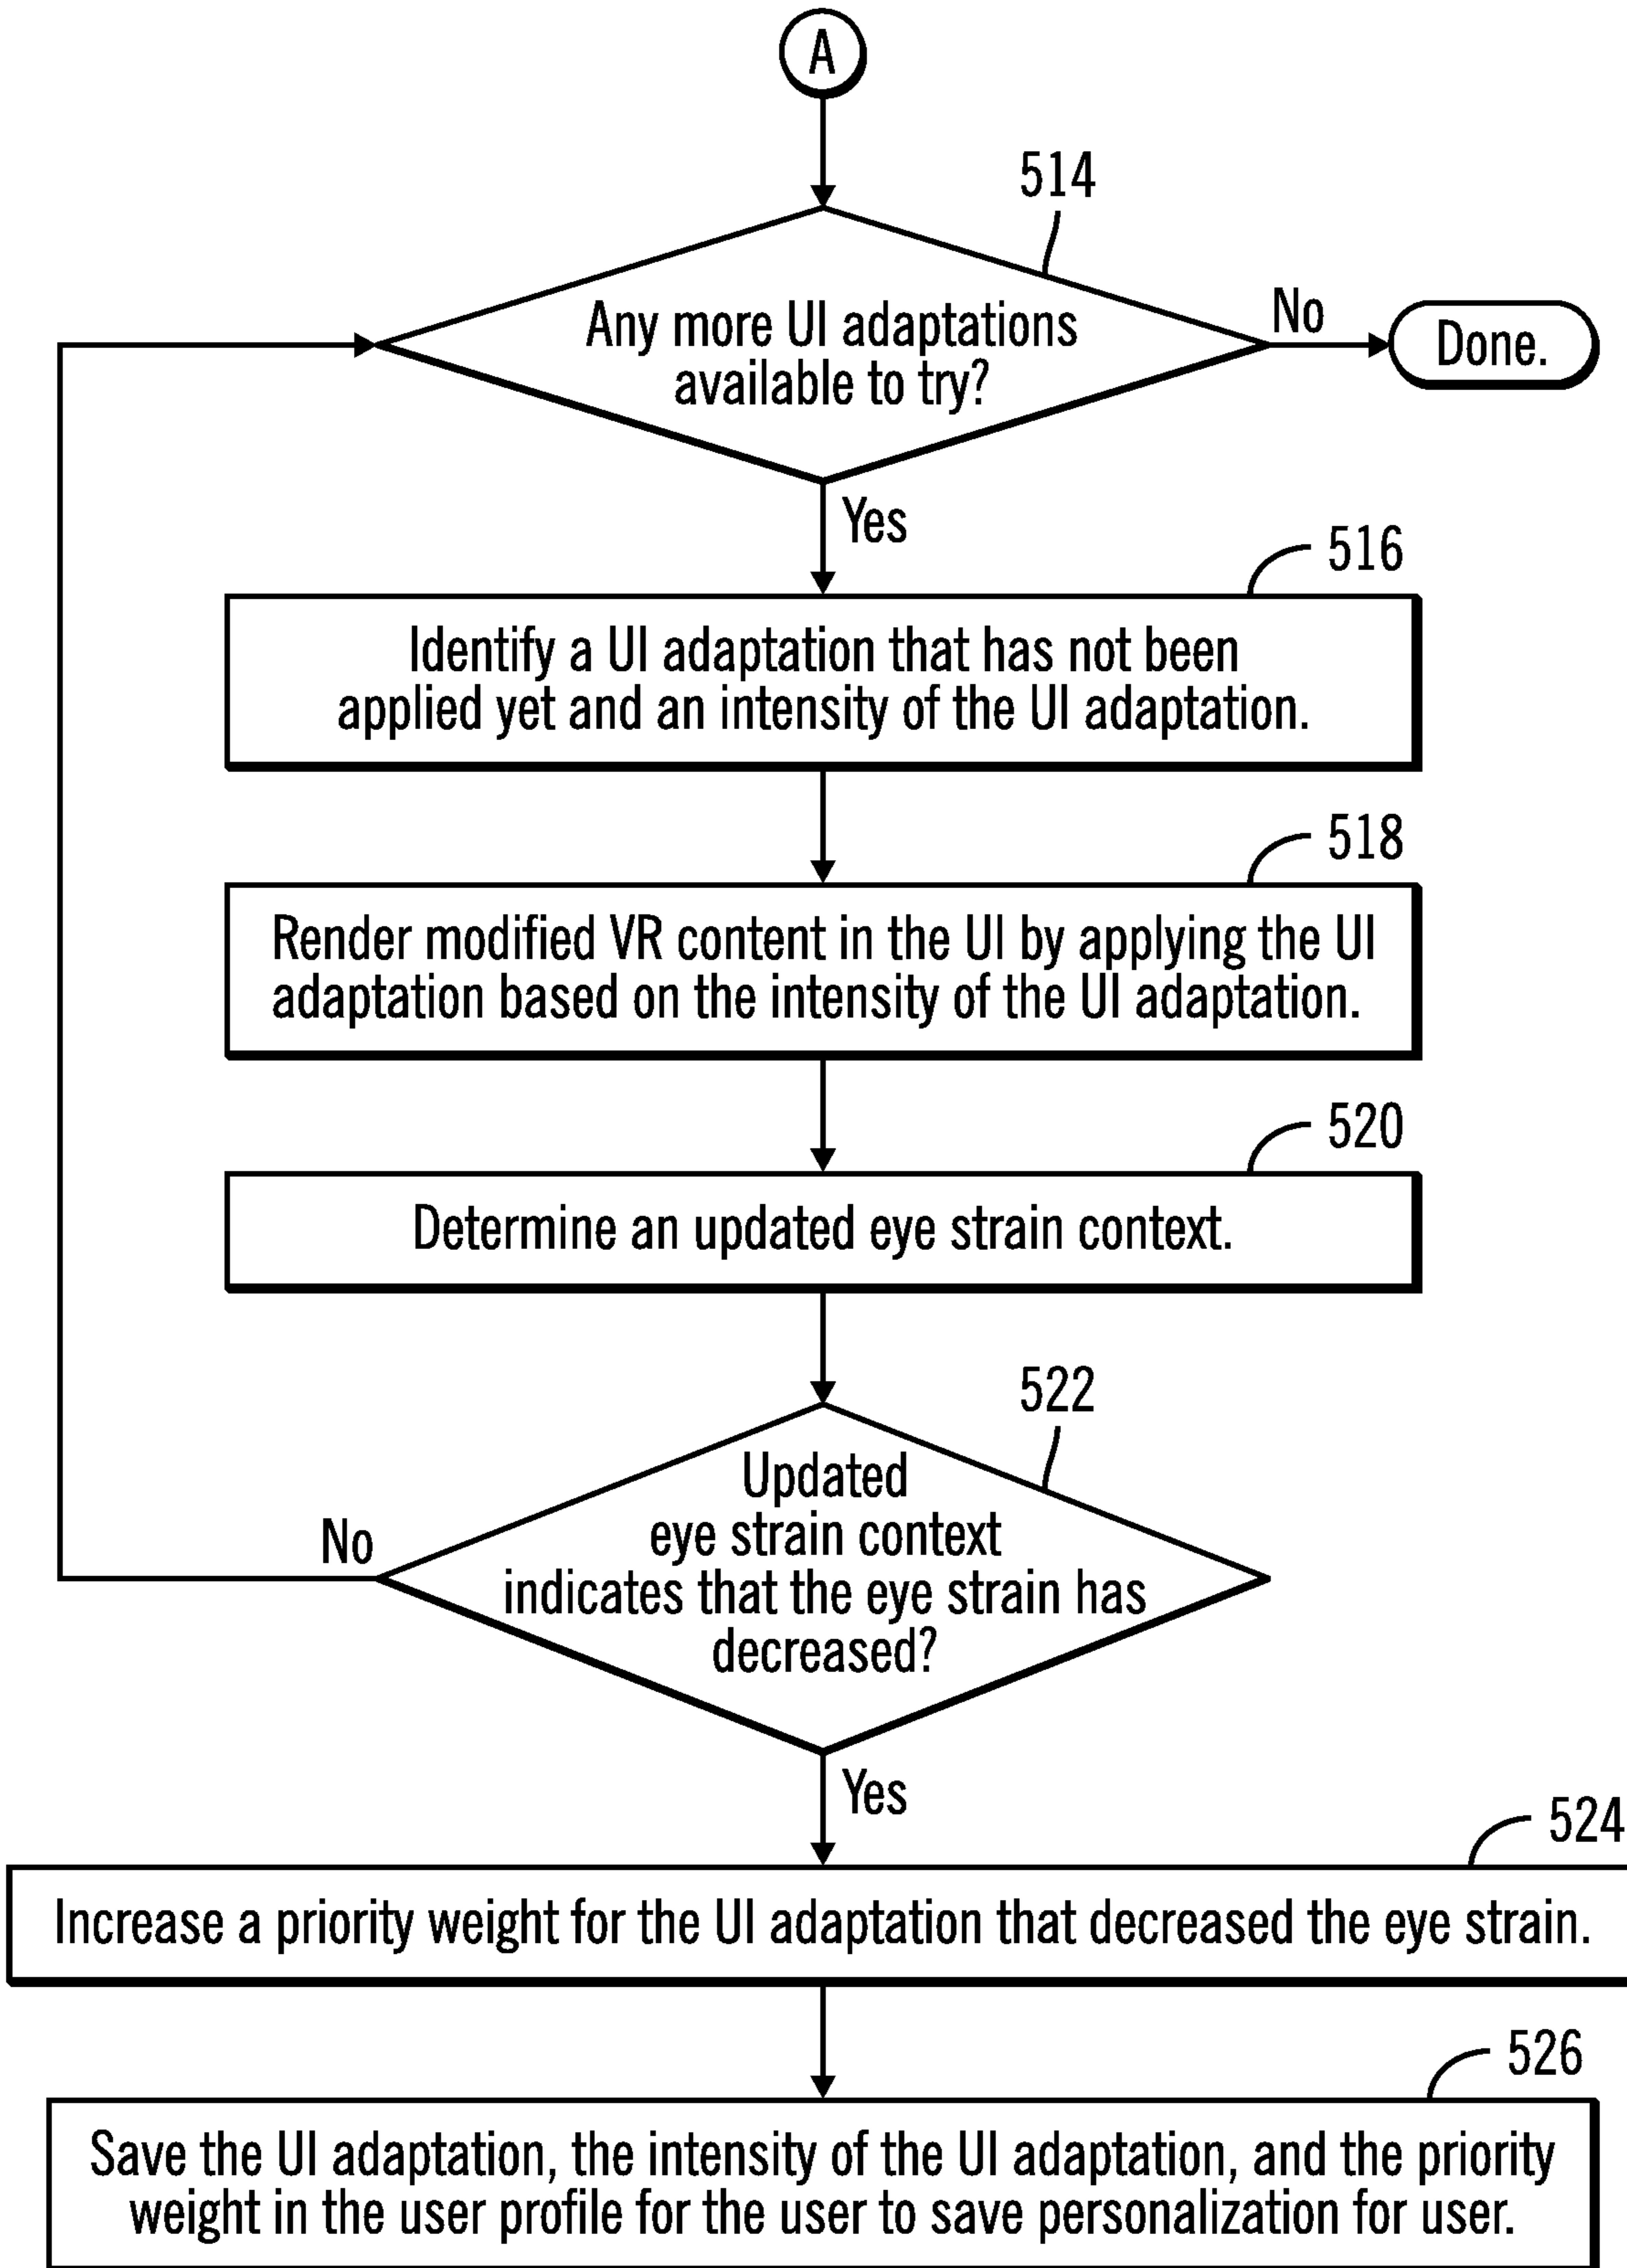 A
514
Any more UI adaptations
available to try?
No
Done.
Yes
516
Identify a UI adaptation that has not been
applied yet and an intensity of the UI adaptation.
518
Render modified VR content in the UI by applying the UI
adaptation based on the intensity of the UI adaptation.
520
Determine an updated eye strain context.
522
Updated
eye strain context
indicates that the eye strain has
decreased?
No
Yes
524
Increase a priority weight for the UI adaptation that decreased the eye strain.
526
Save the UI adaptation, the intensity of the UI adaptation, and the priority
weight in the user profile for the user to save personalization for user.